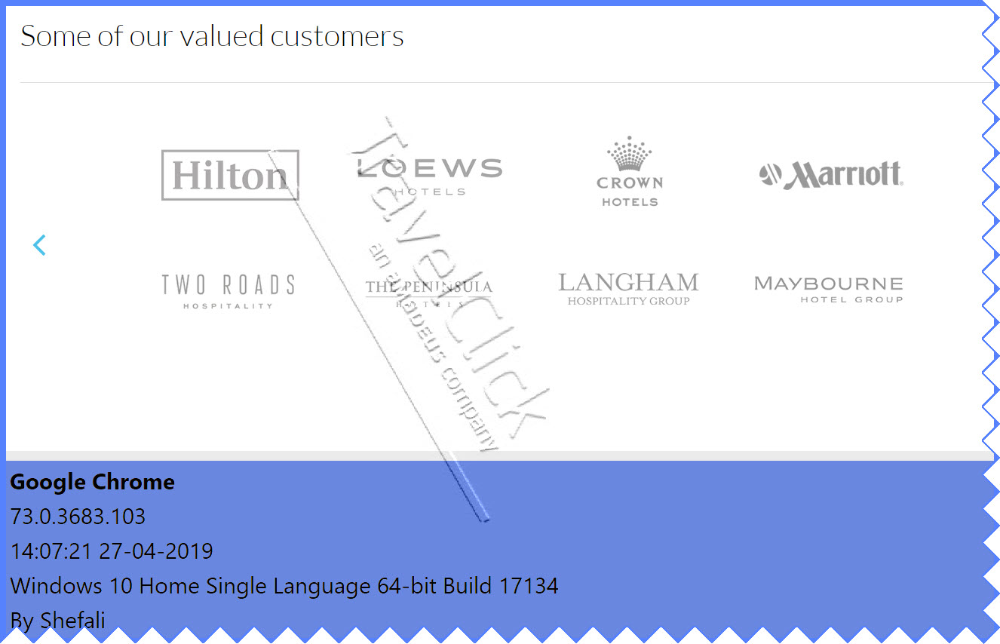 Some of our valued customers
Hilton
LOEWS
HOTELS
CROWN
HOTELS
Marriott
TWO ROADS
HOSPITALITY
THE PENINSULA
HOTELS
LANGHAM
HOSPITALITY GROUP
MAYBOURNE
HOTEL GROUP
TravelClick
an amadeus company
Google Chrome
73.0.3683.103
14:07:21 27-04-2019
Windows 10 Home Single Language 64-bit Build 17134
By Shefali